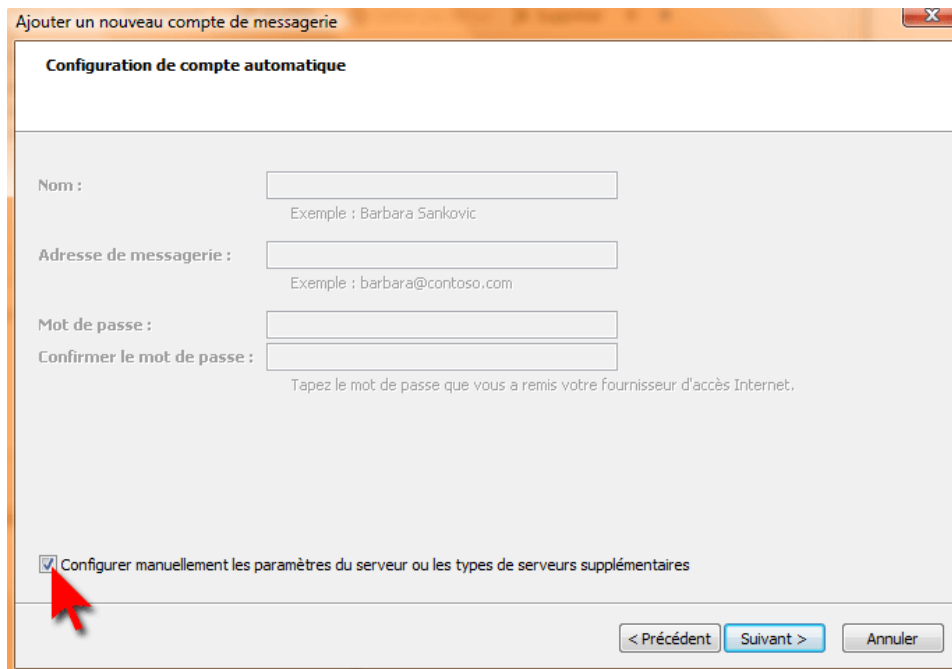 Ajouter un nouveau compte de messagerie
Configuration de compte automatique
Nom :
Exemple : Barbara Sankovic
Adresse de messagerie :
Exemple : barbara@contoso.com
Mot de passe :
Confirmer le mot de passe :
Tapez le mot de passe que vous a remis votre fournisseur d'accès Internet.
Configurer manuellement les paramètres du serveur ou les types de serveurs supplémentaires
< Précédent Suivant > Annuler